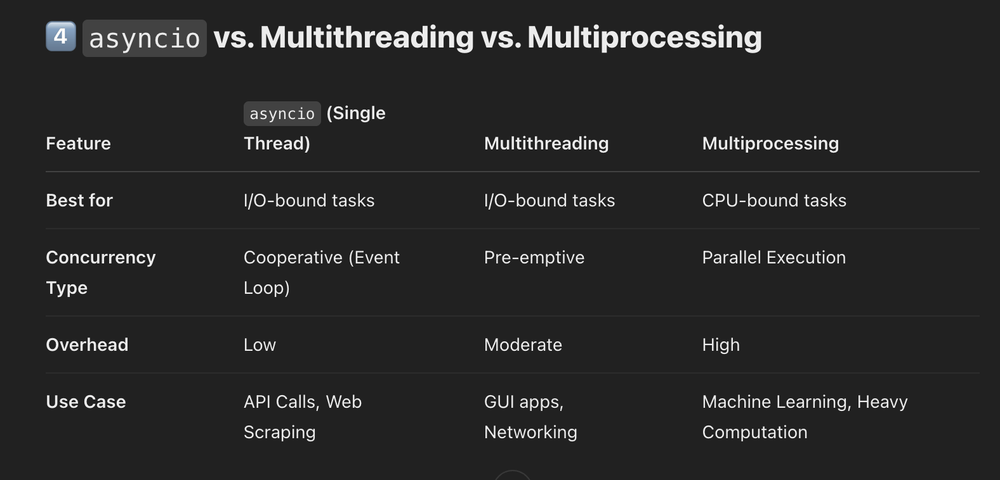 4 asyncio vs. Multithreading vs. Multiprocessing
asyncio (Single
Feature Thread) Multithreading Multiprocessing
Best for I/O-bound tasks I/O-bound tasks CPU-bound tasks
Concurrency Cooperative (Event Pre-emptive Parallel Execution
Type Loop)
Overhead Low Moderate High
Use Case API Calls, Web GUI apps, Machine Learning, Heavy
Scraping Networking Computation